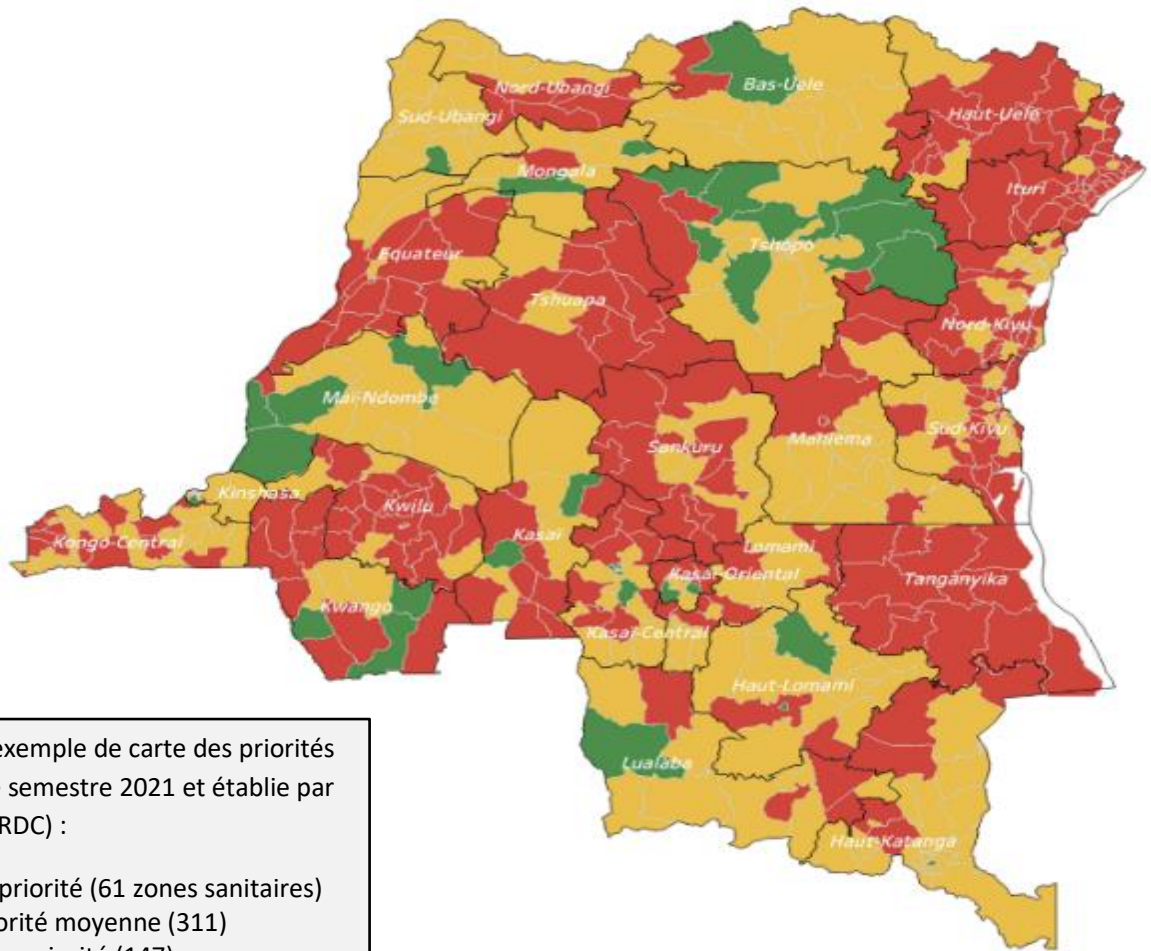 Nord-Ubangi
Bas-Uele
Sud-Ubangi
Haut-Uele
Mongala
Ituri
Equateur
Tshopo
Tshuapa
Nord-Kivu
Mai-Ndombe
Sankuru
Maniema
Sud-Kivu
Kinshasa
Kwilu
Kongo-Central
Kasai
Lomami
Kasai-Oriental
Tanganyika
Kwango
Kasai-Central
Haut-Lomami
Lualaba
Haut-Katanga
exemple de carte des priorités
semestre 2021 et établie par
RDC) :
priorité (61 zones sanitaires)
orité moyenne (311)